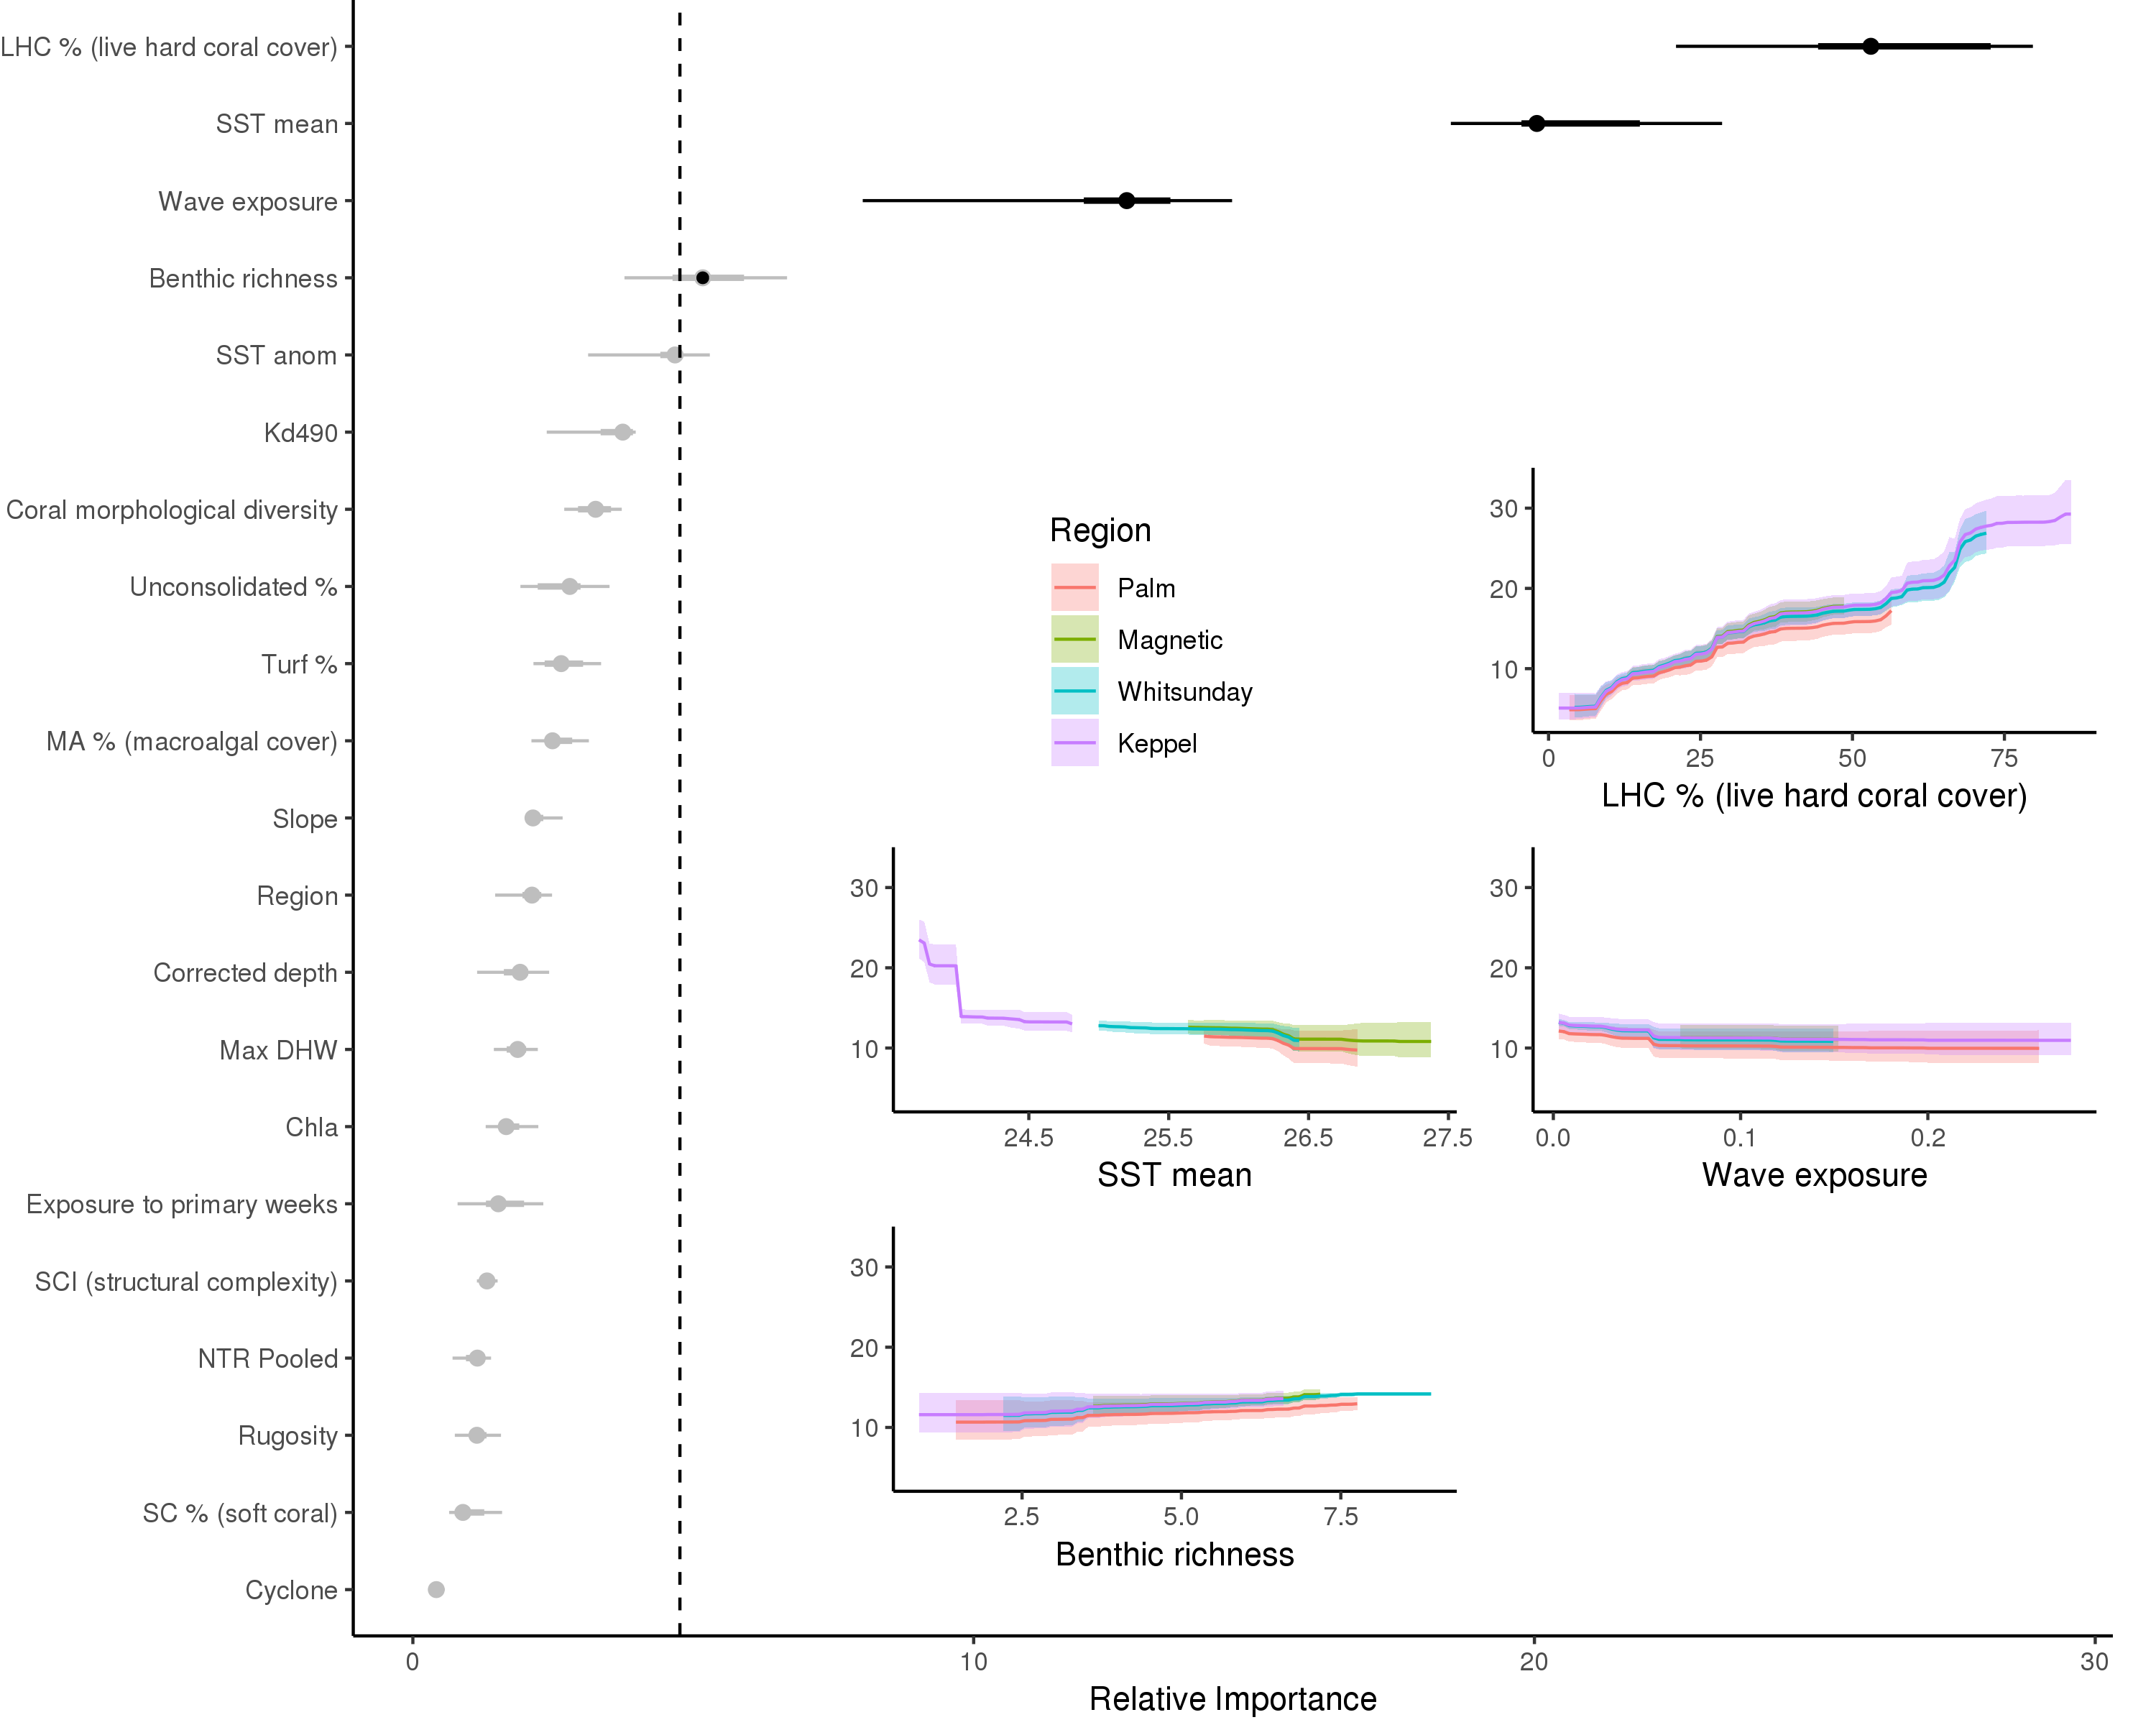 LHC % (live hard coral cover)
SST mean
Wave exposure
Benthic richness
SST anom
Kd490
Coral morphological diversity
Unconsolidated %
Turf %
MA % (macroalgal cover)
Slope
Region
Corrected depth
Max DHW
Chla
Exposure to primary weeks
SCI (structural complexity)
NTR Pooled
Rugosity
SC % (soft coral)
Cyclone
0 10 20 30
Relative Importance
Region
Palm
Magnetic
Whitsunday
Keppel
30
20
10
0 25 50 75
LHC % (live hard coral cover)
30
20
10
24.5 25.5 26.5 27.5
SST mean
30
20
10
0.0 0.1 0.2
Wave exposure
30
20
10
2.5 5.0 7.5
Benthic richness